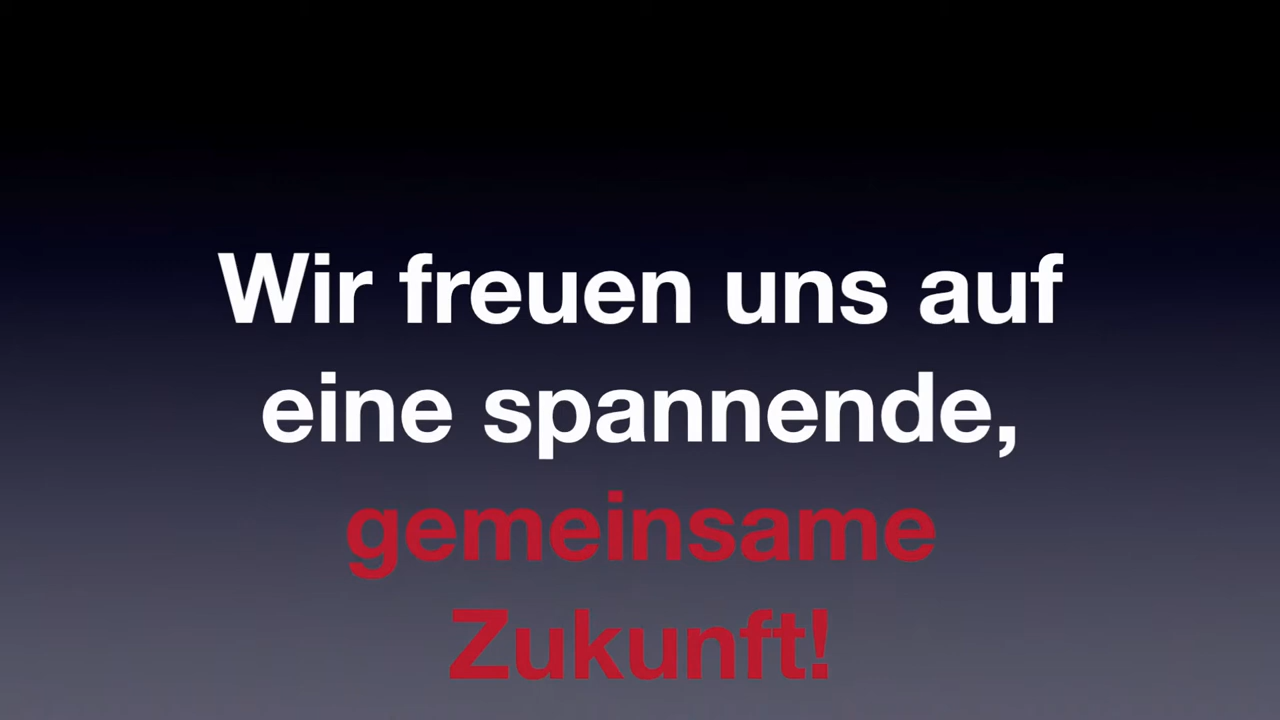 Wir freuen uns auf
eine spannende,
gemeinsame
Zukunft!